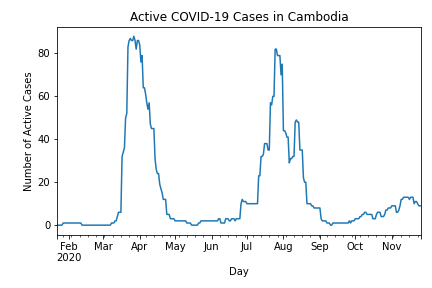 Active COVID-19 Cases in Cambodia
80
60
40
20
0
Number of Active Cases
Feb Mar Apr May Jun Jul Aug Sep Oct Nov
2020
Day